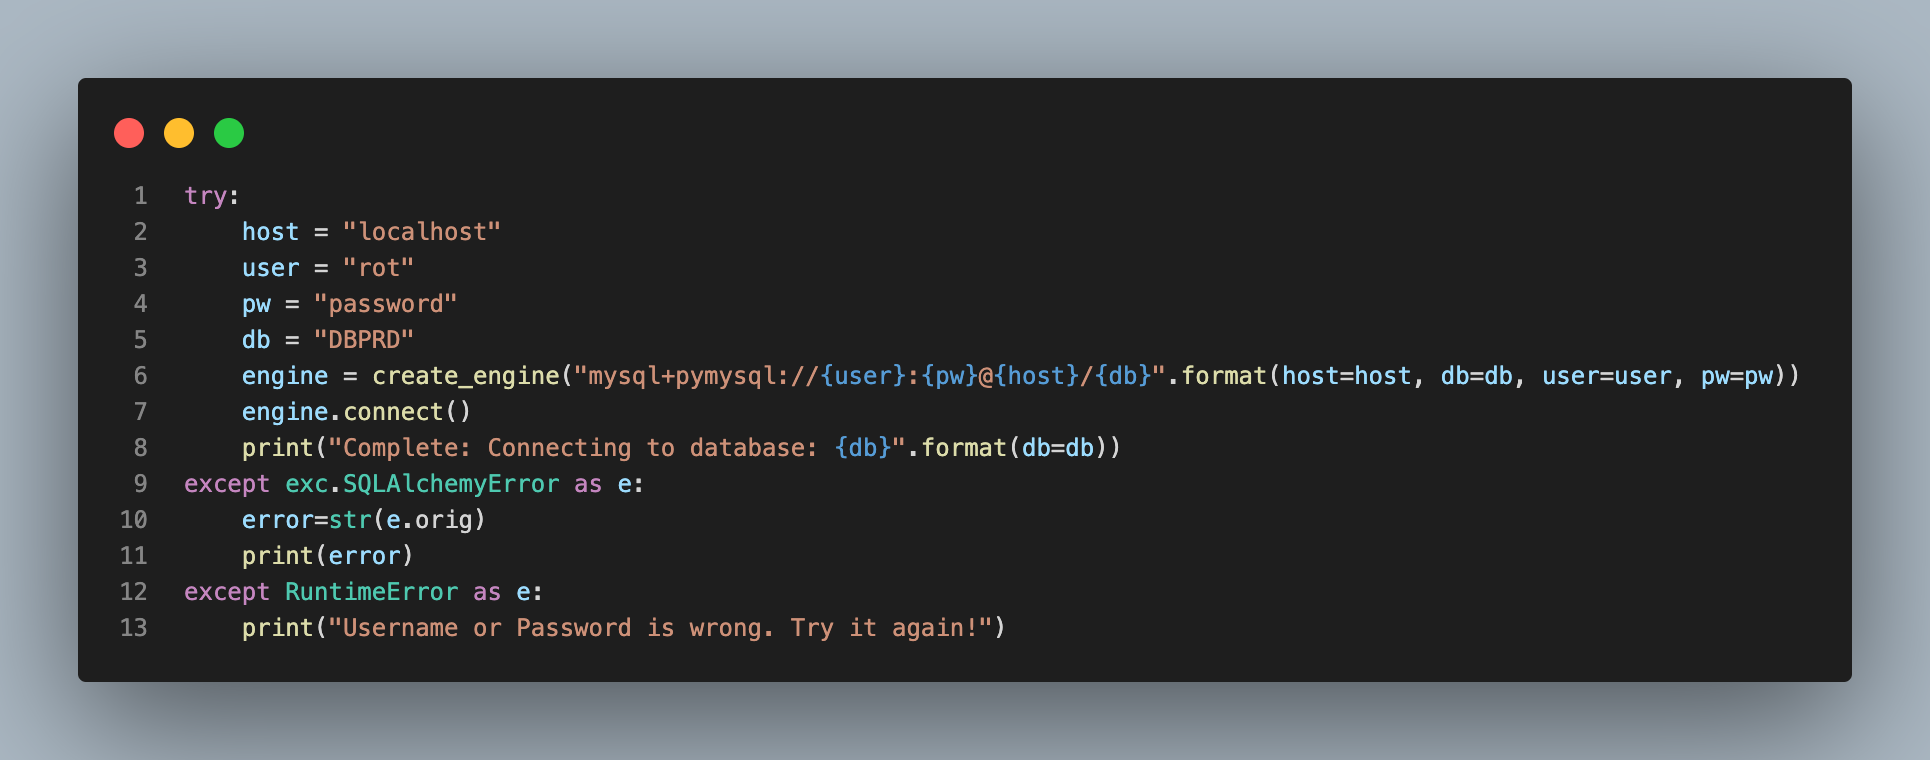 1 try:
2     host = "localhost"
3     user = "rot"
4     pw = "password"
5     db = "DBPRD"
6     engine = create_engine("mysql+pymysql://{user}:{pw}@{host}/{db}".format(host=host, db=db, user=user, pw=pw))
7     engine.connect()
8     print("Complete: Connecting to database: {db}".format(db=db))
9 except exc.SQLAlchemyError as e:
10     error=str(e.orig)
11     print(error)
12 except RuntimeError as e:
13     print("Username or Password is wrong. Try it again!")